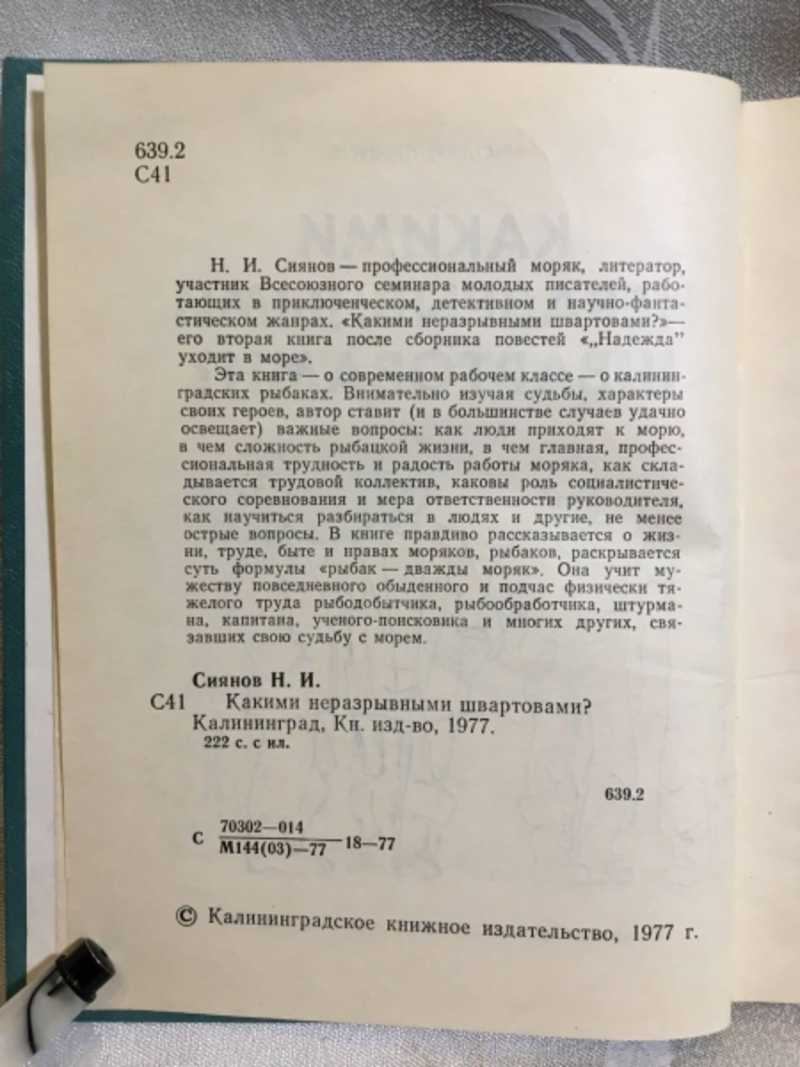 639.2
С41
Н. И. Сиянов — профессиональный моряк, литератор,
участник Всесоюзного семинара молодых писателей, рабо-
тающих в приключенческом, детективном и научно-фанта-
стическом жанрах. «Какими неразрывными швартовами?»—
его вторая книга после сборника повестей «„Надежда"
уходит в море».
Эта книга — о современном рабочем классе — о калинин-
градских рыбаках. Внимательно изучая судьбы, характеры
своих героев, автор ставит (и в большинстве случаев удачно
освещает) важные вопросы: как люди приходят к морю,
в чем сложность рыбацкой жизни, в чем главная, профес-
сиональная трудность и радость работы моряка, как скла-
дывается трудовой коллектив, каковы роль социалистиче-
ского соревнования и мера ответственности руководителя,
как научиться разбираться в людях и другие, не менее
острые вопросы. В книге правдиво рассказывается о жиз-
ни, труде, быте и нравах моряков, рыбаков, раскрывается
суть формулы «рыбак — дважды моряк». Она учит му-
жеству повседневного обыденного и подчас физически тя-
желого труда рыбодобытчика, рыбообработчика, штурма-
на, капитана, ученого-поисковика и многих других, свя-
завших свою судьбу с морем.
Сиянов Н. И.
С41 Какими неразрывными швартовами?
Калининград, Кн. изд-во, 1977.
222 с. с ил.
639.2
70302—014
С 18—77
М144(03)—77
© Калининградское книжное издательство, 1977 г.